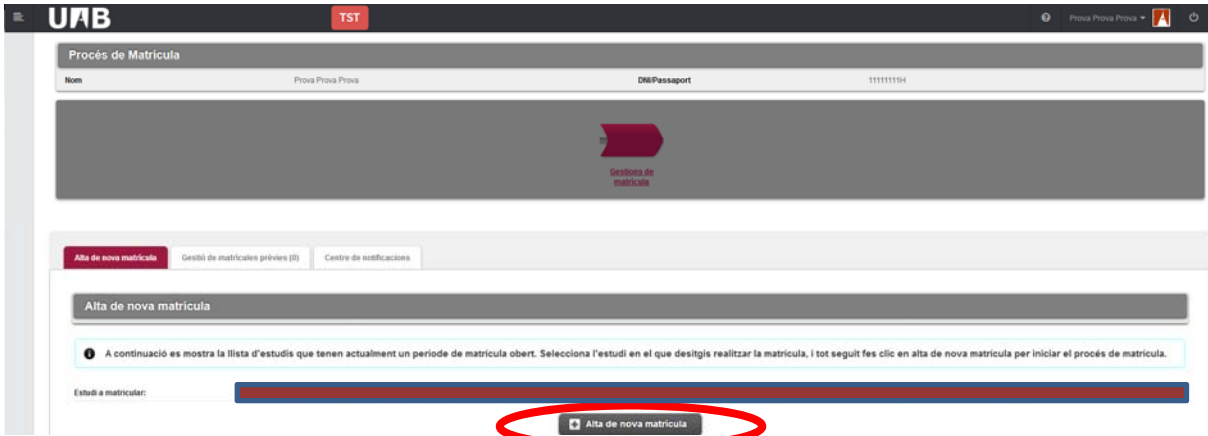 UAB
TST
Prova Prova Prova
Procés de Matrícula
Nom Prova Prova Prova DNI/Passaport 11111111H
Gestions de
matrícula
Alta de nova matrícula Gestió de matrícules prèvies (0) Centre de notificacions
Alta de nova matrícula
A continuació es mostra la llista d'estudis que tenen actualment un període de matrícula obert. Selecciona l'estudi en el que desitgis realitzar la matrícula, i tot seguit fes clic en alta de nova matrícula per iniciar el procés de matrícula.
Estudi a matricular:
Alta de nova matrícula